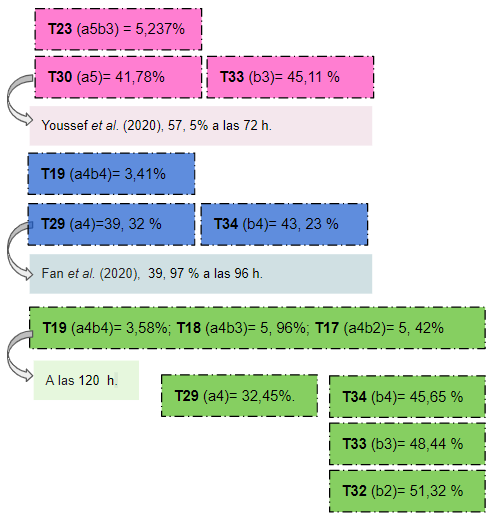 T23 (a5b3) = 5,237%
T30 (a5)= 41,78% T33 (b3)= 45,11 %
Youssef et al. (2020), 57, 5% a las 72 h.
T19 (a4b4)= 3,41%
T29 (a4)=39, 32 % T34 (b4)= 43, 23 %
Fan et al. (2020), 39, 97 % a las 96 h.
T19 (a4b4)= 3,58%; T18 (a4b3)= 5, 96%; T17 (a4b2)= 5, 42%
A las 120 h.
T29 (a4)= 32,45%. T34 (b4)= 45,65 %
T33 (b3)= 48,44 %
T32 (b2)= 51,32 %